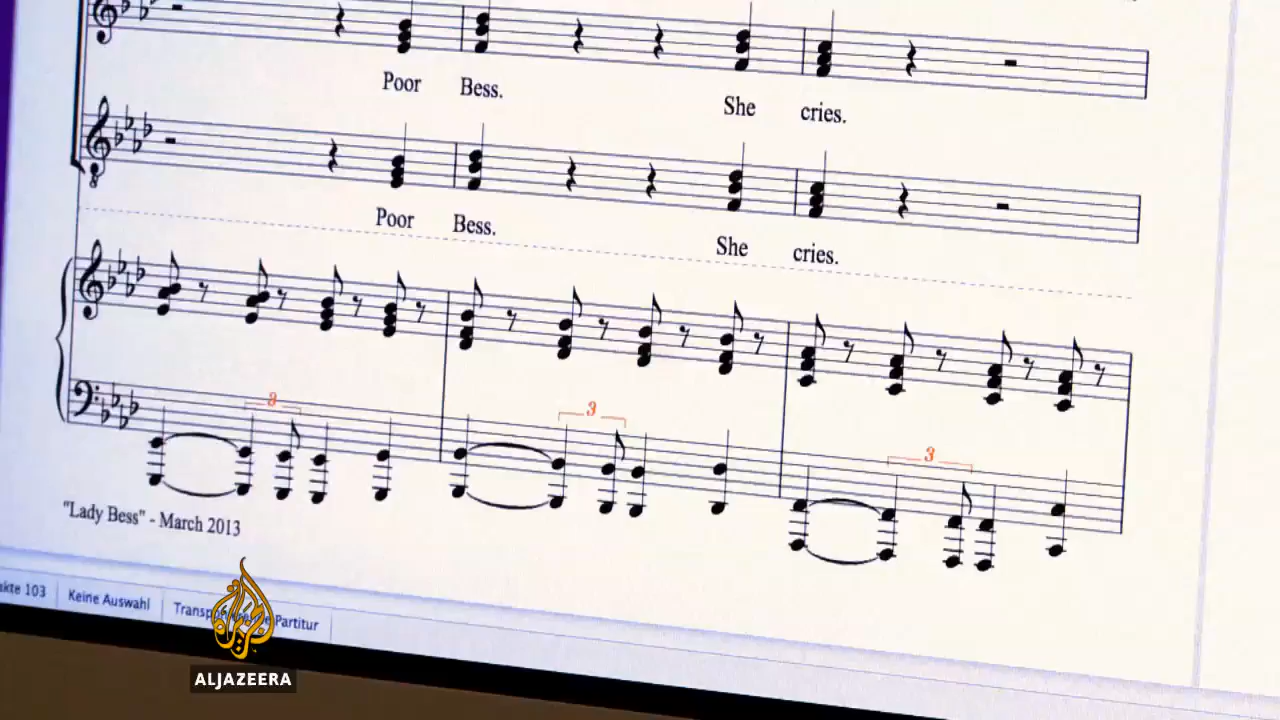 Poor Bess. She cries.
8
Poor Bess. She cries.
3 3 3
"Lady Bess" - March 2013
akte 103 Keine Auswahl Partitur
ALJAZEERA